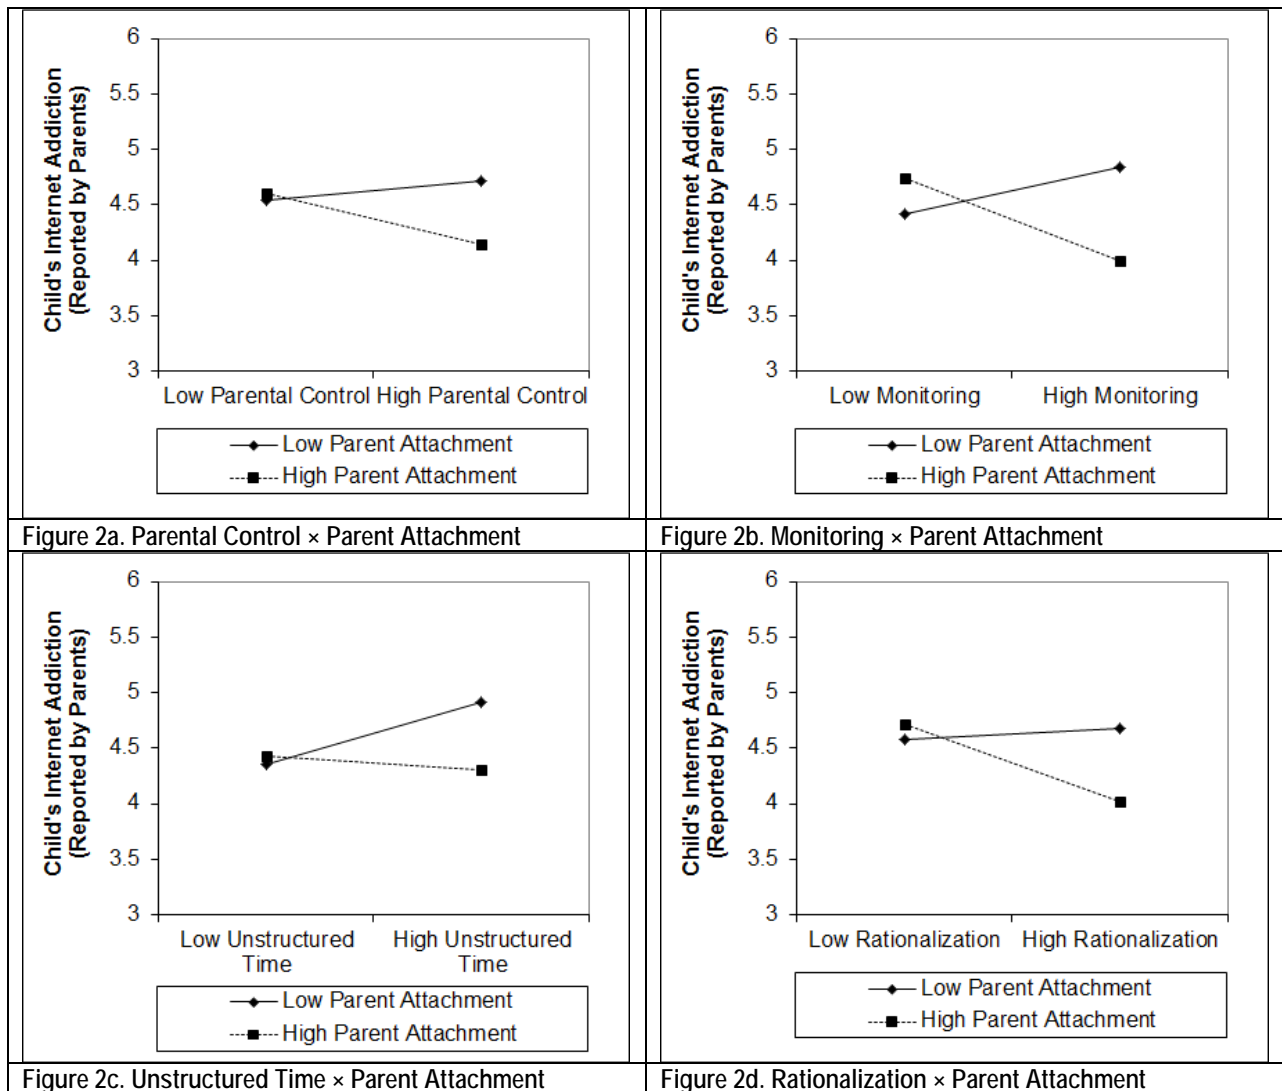 Child's Internet Addiction
(Reported by Parents)
6
5.5
5
4.5
4
3.5
3
Low Parental Control High Parental Control
Low Parent Attachment
High Parent Attachment
Figure 2a. Parental Control × Parent Attachment
Child's Internet Addiction
(Reported by Parents)
6
5.5
5
4.5
4
3.5
3
Low Monitoring High Monitoring
Low Parent Attachment
High Parent Attachment
Figure 2b. Monitoring × Parent Attachment
Child's Internet Addiction
(Reported by Parents)
6
5.5
5
4.5
4
3.5
3
Low Unstructured
Time
High Unstructured
Time
Low Parent Attachment
High Parent Attachment
Figure 2c. Unstructured Time × Parent Attachment
Child's Internet Addiction
(Reported by Parents)
6
5.5
5
4.5
4
3.5
3
Low Rationalization High Rationalization
Low Parent Attachment
High Parent Attachment
Figure 2d. Rationalization × Parent Attachment